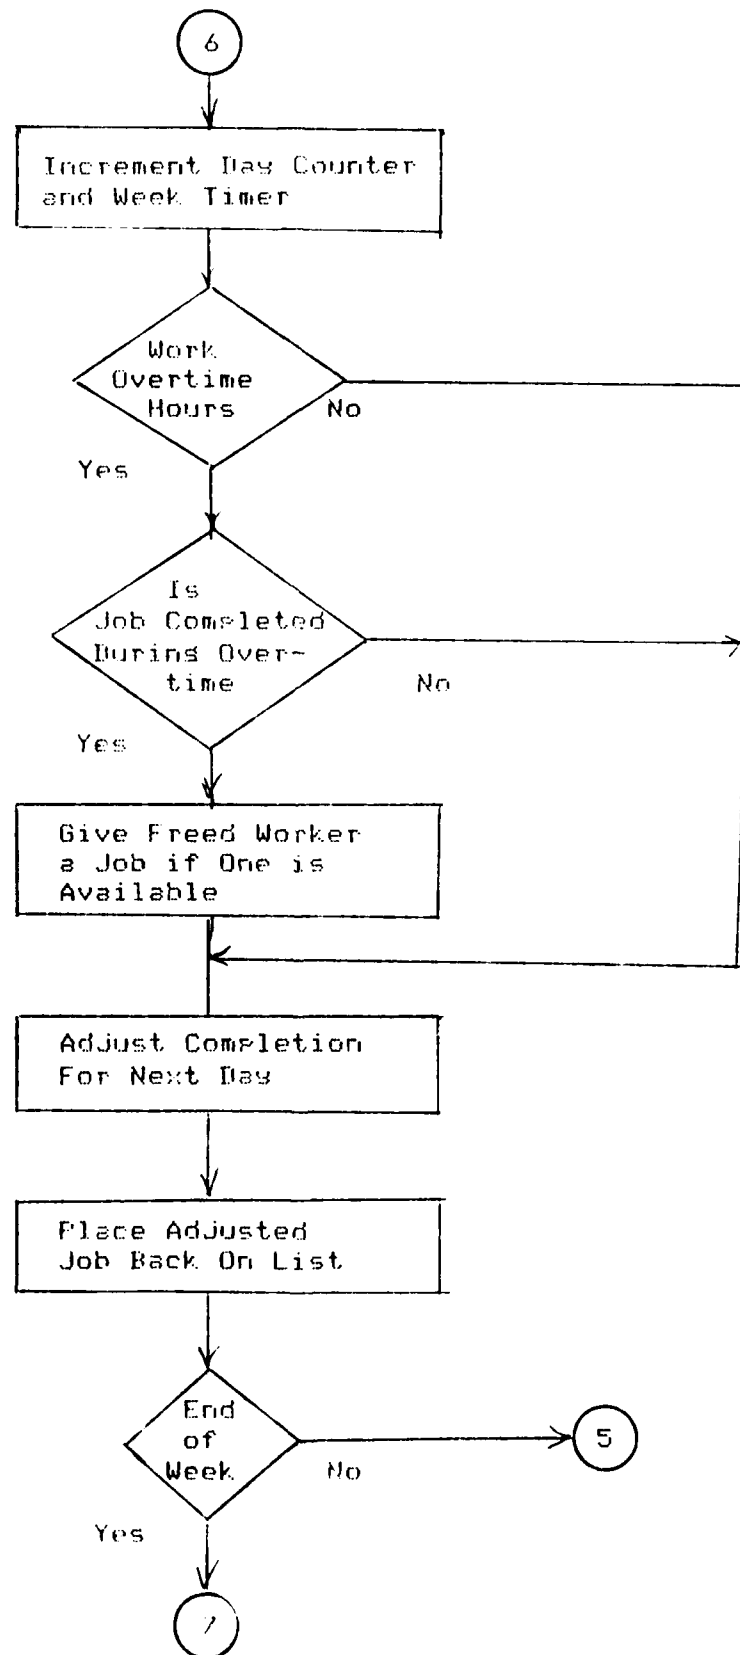 6
Increment Day Counter
and Week Timer
Work
Overtime
Hours
No
Yes
Is
Job Completed
During Over-
time
No
Yes
Give Freed Worker
a Job if One is
Available
Adjust Completion
For Next Day
Place Adjusted
Job Back On List
End
of
Week
No
5
Yes
7